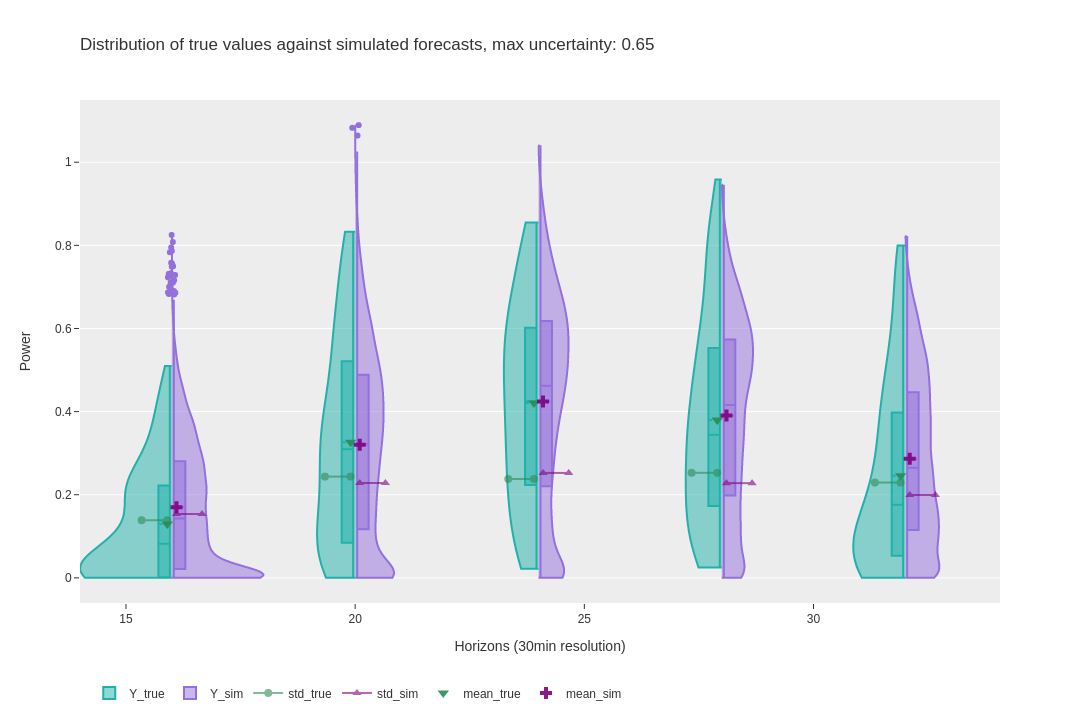 Distribution of true values against simulated forecasts, max uncertainty: 0.65
Power
1
0.8
0.6
0.4
0.2
0
15 20 25 30
Horizons (30min resolution)
Y_true Y_sim std_true std_sim mean_true mean_sim